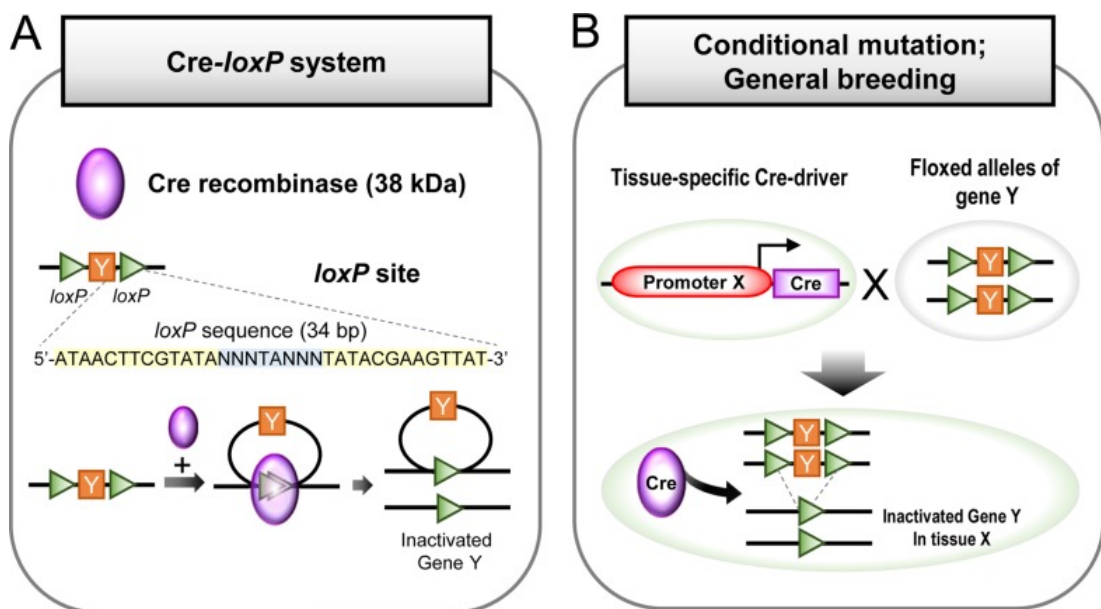 A
Cre-loxP system
Cre recombinase (38 kDa)
Y
loxP
loxP
loxP site
loxP sequence (34 bp)
5'-ATAACTTCGTATANNNTANNNTATACGAAGTTAT-3'
Y
+
Y
Y
Inactivated
Gene Y
B
Conditional mutation;
General breeding
Tissue-specific Cre-driver
Floxed alleles of
gene Y
Promoter X
Cre
X
Y
Y
Y
Y
Cre
Inactivated Gene Y
In tissue X